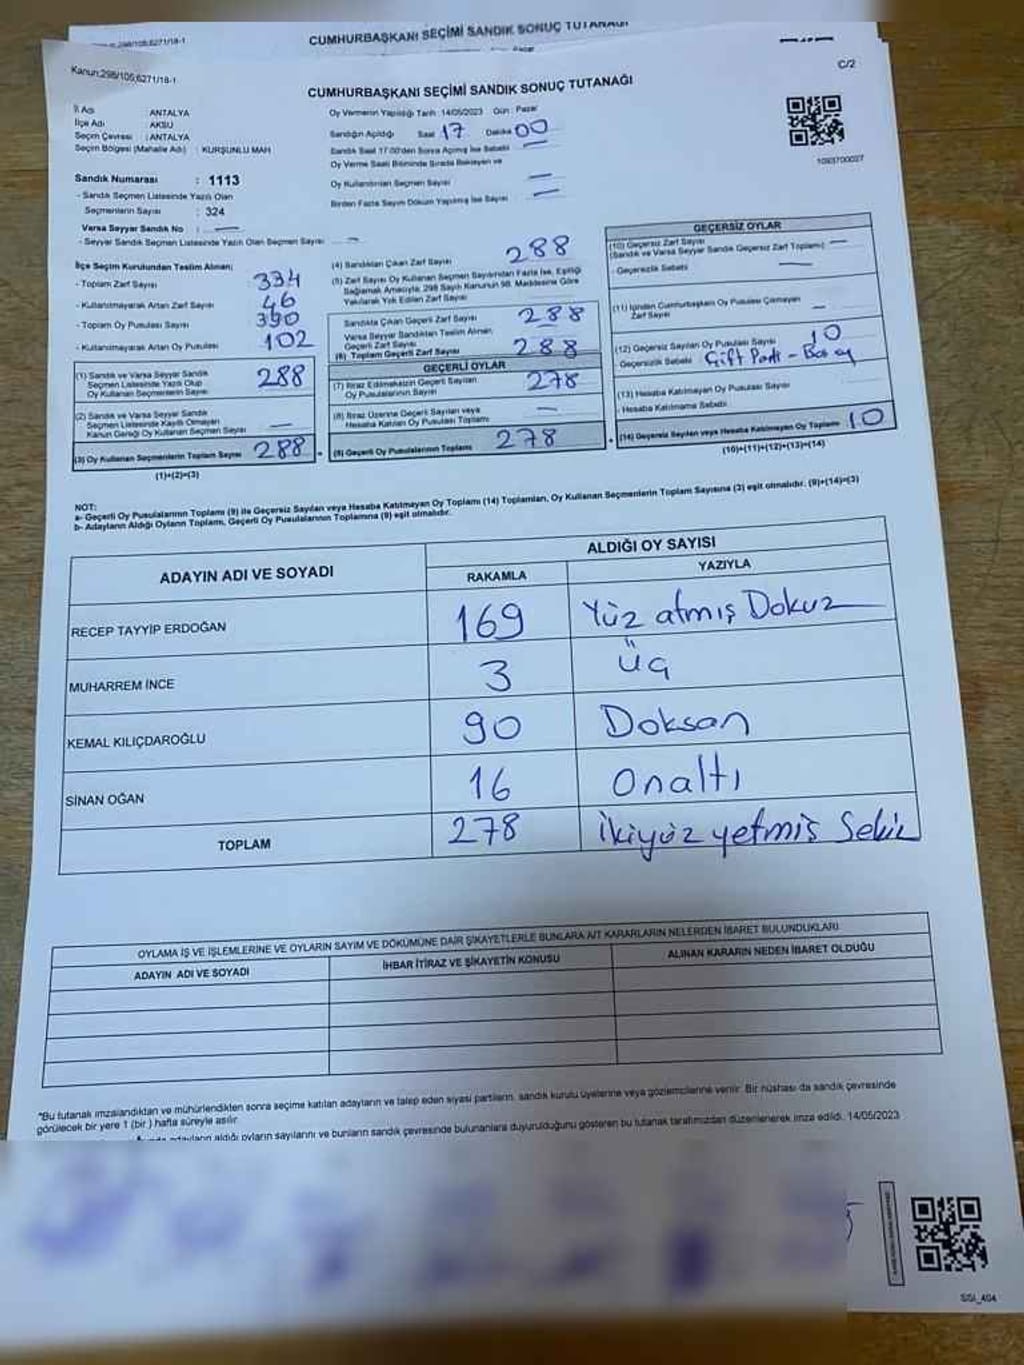 CUMHURBAŞKANI SEÇİMİ SANDIK SONUÇ TUTANAĞI
Kanun;298/105;6271/18-1
C/2
CUMHURBAŞKANI SEÇİMİ SANDIK SONUÇ TUTANAĞI
İl Adı : ANTALYA
İlçe Adı : AKSU
Seçim Çevresi : ANTALYA
Seçim Bölgesi (Mahalle Adı) : KURŞUNLU MAH
Oy Vermenin Yapıldığı Tarih :14/05/2023 Gün : Pazar
Sandığın Açıldığı Saat 17 Dakika 00
Sandık Saat 17:00'den Sonra Açılmış İse Sebebi
Oy Verme Saati Bitiminde Sırada Bekleyen ve
Oy Kullandırılan Seçmen Sayısı
Birden Fazla Sayım Döküm Yapılmış İse Sayısı
1093700027
Sandık Numarası : 1113
- Sandık Seçmen Listesinde Yazılı Olan
Seçmenlerin Sayısı : 324
Varsa Seyyar Sandık No : —
- Seyyar Sandık Seçmen Listesinde Yazılı Olan Seçmen Sayısı : —
İlçe Seçim Kurulundan Teslim Alınan;
- Toplam Zarf Sayısı 334
- Kullanılmayarak Artan Zarf Sayısı 46
- Toplam Oy Pusulası Sayısı 390
- Kullanılmayarak Artan Oy Pusulası 102
(1) Sandık ve Varsa Seyyar Sandık
Seçmen Listesinde Yazılı Olup
Oy Kullanan Seçmenlerin Sayısı 288
(2) Sandık ve Varsa Seyyar Sandık
Seçmen Listesinde Kayıtlı Olmayan
Kanun Gereği Oy Kullanan Seçmen Sayısı —
(3) Oy Kullanan Seçmenlerin Toplam Sayısı 288
(1)+(2)=(3)
(4) Sandıktan Çıkan Zarf Sayısı 288
(5) Zarf Sayısı Oy Kullanan Seçmen Sayısından Fazla İse, Eşitliği
Sağlamak Amacıyla; 298 Sayılı Kanunun 98. Maddesine Göre
Yakılarak Yok Edilen Zarf Sayısı
Sandıkta Çıkan Geçerli Zarf Sayısı 288
Varsa Seyyar Sandıktan Teslim Alınan
Geçerli Zarf Sayısı
(6) Toplam Geçerli Zarf Sayısı 288
GEÇERLİ OYLAR
(7) İtiraz Edilmeksizin Geçerli Sayılan
Oy Pusulalarının Sayısı 278
(8) İtiraz Üzerine Geçerli Sayılan veya
Hesaba Katılan Oy Pusulası Toplamı —
(9) Geçerli Oy Pusulalarının Toplamı 278
GEÇERSİZ OYLAR
(10) Geçersiz Zarf Sayısı —
(Sandık ve Varsa Seyyar Sandık Geçersiz Zarf Toplamı)
- Geçersizlik Sebebi —
(11) İçinden Cumhurbaşkanı Oy Pusulası Çıkmayan
Zarf Sayısı —
(12) Geçersiz Sayılan Oy Pusulası Sayısı 10
Geçersizlik Sebebi Çift Parti - Boş oy
(13) Hesaba Katılmayan Oy Pusulası Sayısı
- Hesaba Katılmama Sebebi
(14) Geçersiz Sayılan veya Hesaba Katılmayan Oy Toplamı 10
(10)+(11)+(12)+(13)=(14)
NOT:
a- Geçerli Oy Pusulalarının Toplamı (9) ile Geçersiz Sayılan veya Hesaba Katılmayan Oy Toplamı (14) Toplamları, Oy Kullanan Seçmenlerin Toplam Sayısına (3) eşit olmalıdır. (9)+(14)=(3)
b- Adayların Aldığı Oyların Toplamı, Geçerli Oy Pusulalarının Toplamına (9) eşit olmalıdır.
ADAYIN ADI VE SOYADI
ALDIĞI OY SAYISI
RAKAMLA YAZIYLA
RECEP TAYYİP ERDOĞAN 169 Yüz atmış Dokuz
MUHARREM İNCE 3 üç
KEMAL KILIÇDAROĞLU 90 Doksan
SİNAN OĞAN 16 onaltı
TOPLAM 278 İkiyüz yetmiş Sekiz
OYLAMA İŞ VE İŞLEMLERİNE VE OYLARIN SAYIM VE DÖKÜMÜNE DAİR ŞİKAYETLERLE BUNLARA AİT KARARLARIN NELERDEN İBARET BULUNDUKLARI
ADAYIN ADI VE SOYADI İHBAR İTİRAZ VE ŞİKAYETİN KONUSU ALINAN KARARIN NEDEN İBARET OLDUĞU
"Bu tutanak imzalandıktan ve mühürlendikten sonra seçime katılan adayların ve talep eden siyasi partilerin, sandık kurulu üyelerine veya gözlemcilerine verilir. Bir nüshası da sandık çevresinde
görülecek bir yere 1 (bir ) hafta süreyle asılır.
adayların aldığı oyların sayılarını ve bunların sandık çevresinde bulunanlara duyurulduğunu gösteren bu tutanak tarafımızdan düzenlenerek imza edildi. 14/05/2023
SSI_404